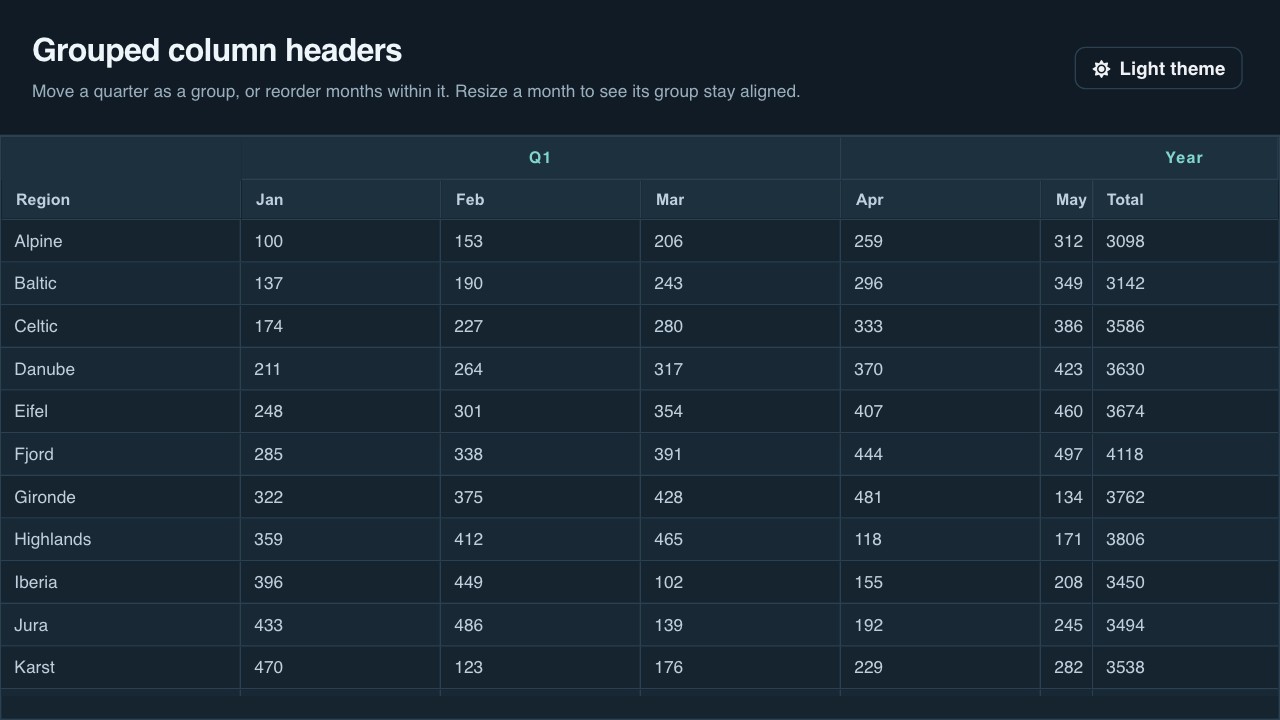 Grouped column headers
Move a quarter as a group, or reorder months within it. Resize a month to see its group stay aligned.
Light theme
Q1 Year
Region Jan Feb Mar Apr May Total
Alpine 100 153 206 259 312 3098
Baltic 137 190 243 296 349 3142
Celtic 174 227 280 333 386 3586
Danube 211 264 317 370 423 3630
Eifel 248 301 354 407 460 3674
Fjord 285 338 391 444 497 4118
Gironde 322 375 428 481 134 3762
Highlands 359 412 465 118 171 3806
Iberia 396 449 102 155 208 3450
Jura 433 486 139 192 245 3494
Karst 470 123 176 229 282 3538